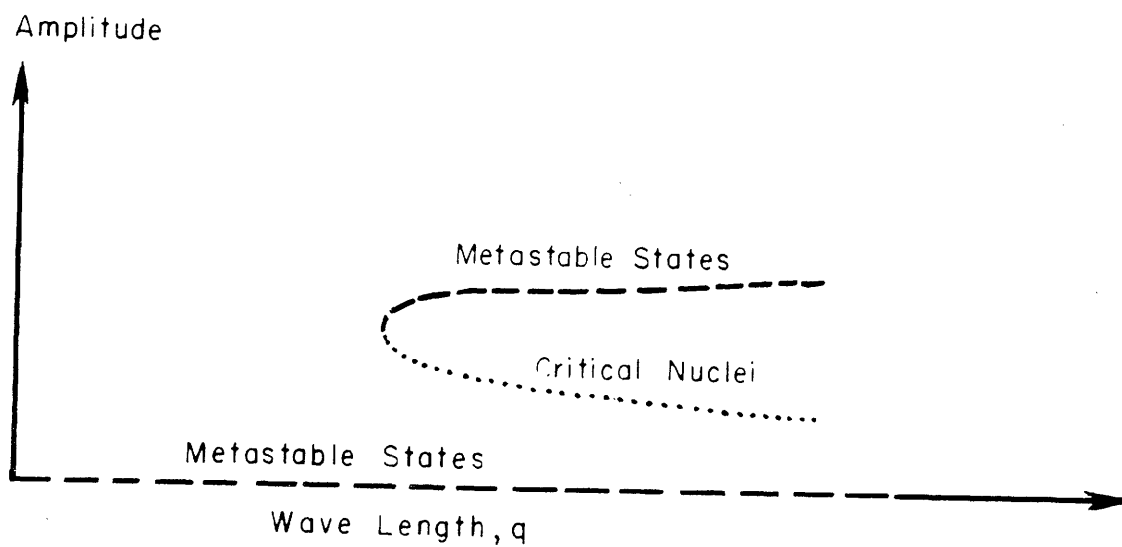 Amplitude
Metastable States
Critical Nuclei
Metastable States
Wave Length, q